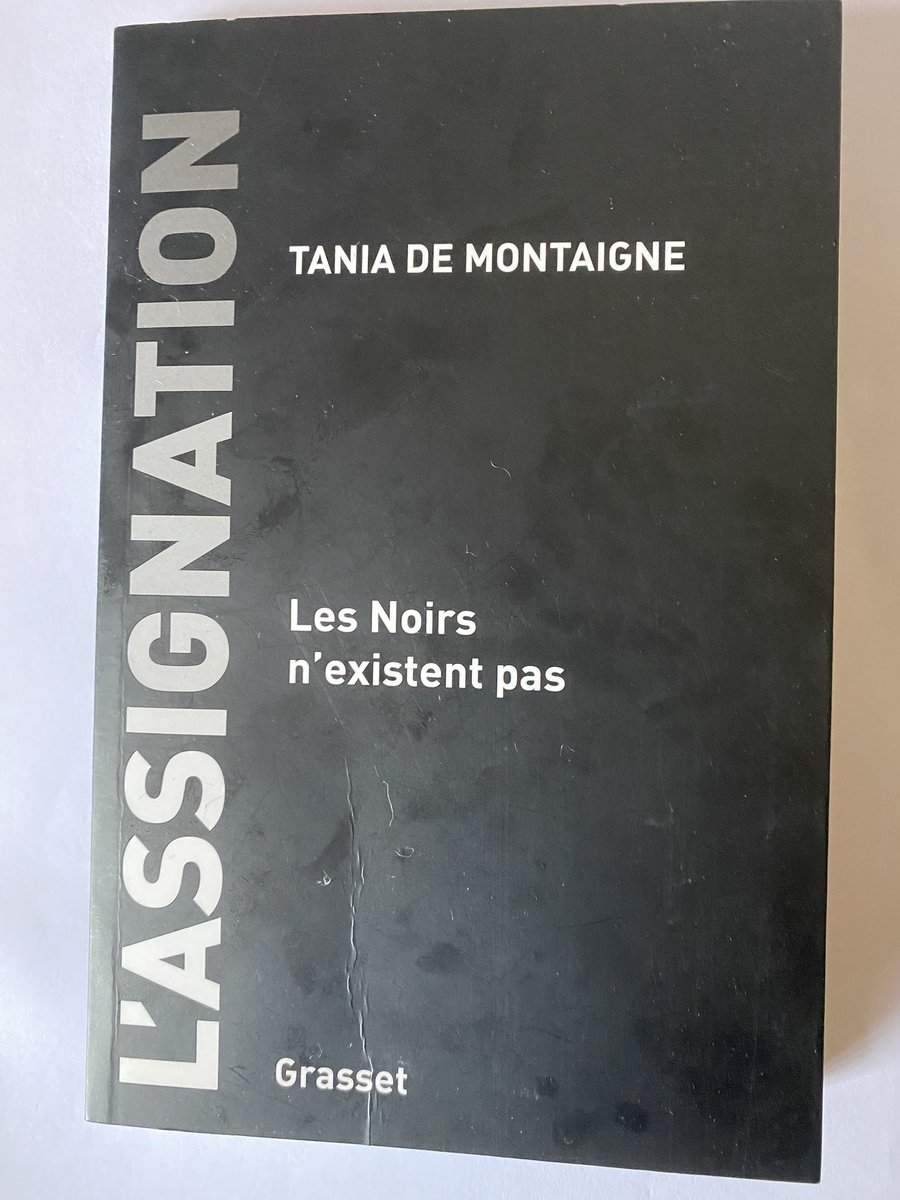 L'ASSIGNATION
TANIA DE MONTAIGNE
Les Noirs
n'existent pas
Grasset